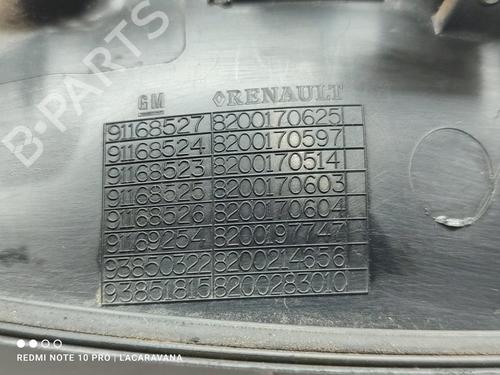 B-PARTS
GM RENAULT
91168527 8200170625
91168524 8200170597
91168523 8200170514
91168525 8200170603
91168526 8200170604
91169254 8200197747
93850322 8200214656
93851815 8200283010
REDMI NOTE 10 PRO | LACARAVANA